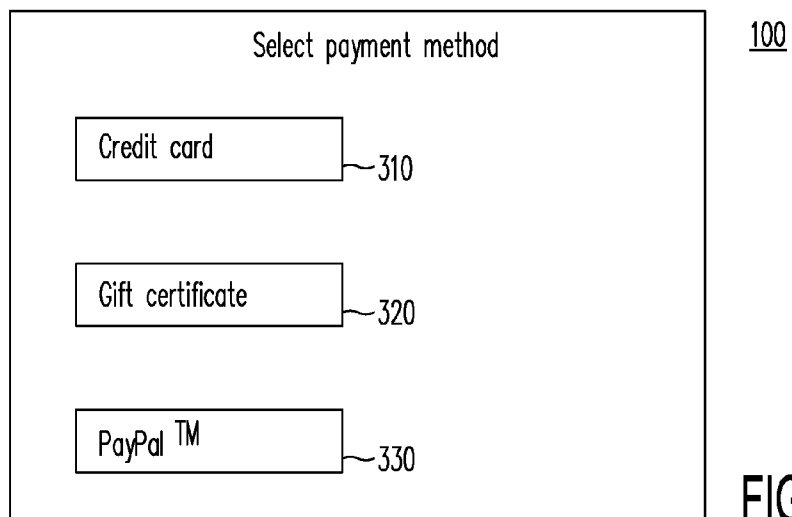 Select payment method
100
Credit card
310
Gift certificate
320
PayPal TM
330
FIG